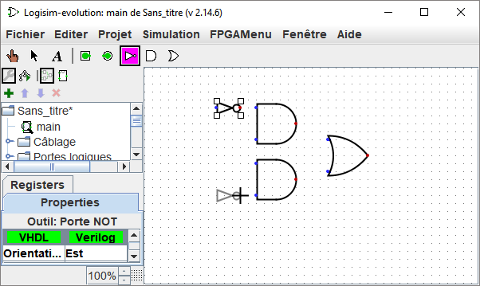 Logisim-evolution: main de Sans_titre (v 2.14.6)
Fichier Editer Projet Simulation FPGAMenu Fenêtre Aide
A
Sans_titre*
main
Câblage
Portes logiques
Registers
Properties
Outil: Porte NOT
VHDL Verilog
Orientati... Est
100%